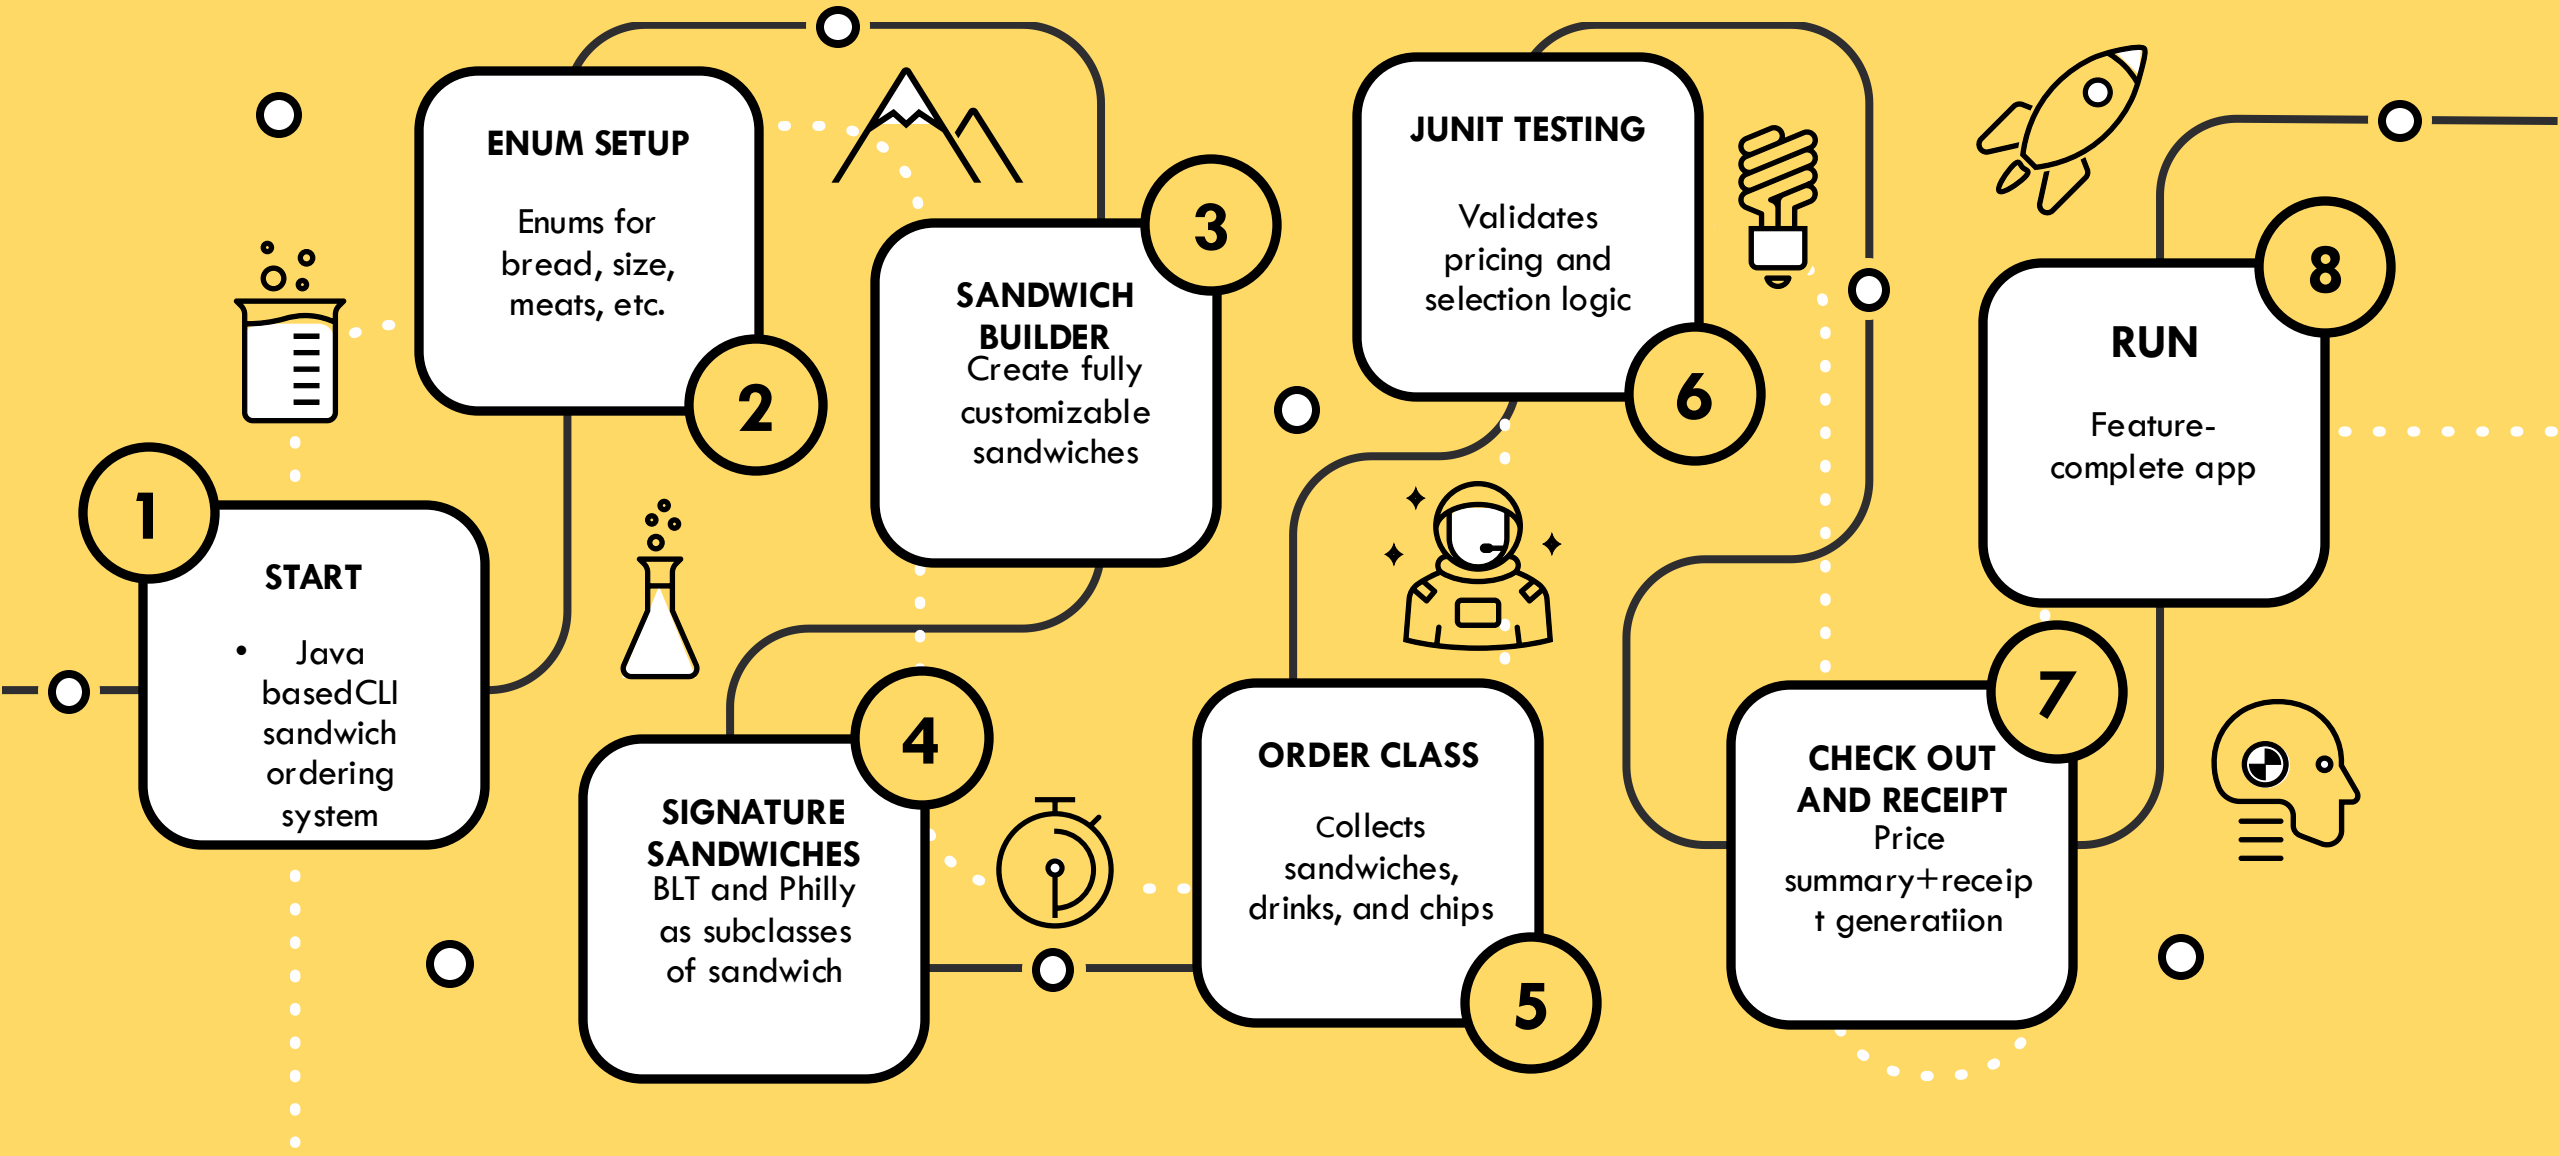 1
START
• Java
basedCLI
sandwich
ordering
system
2
ENUM SETUP
Enums for
bread, size,
meats, etc.
3
SANDWICH
BUILDER
Create fully
customizable
sandwiches
4
SIGNATURE
SANDWICHES
BLT and Philly
as subclasses
of sandwich
5
ORDER CLASS
Collects
sandwiches,
drinks, and chips
6
JUNIT TESTING
Validates
pricing and
selection logic
7
CHECK OUT
AND RECEIPT
Price
summary+receip
t generatiion
8
RUN
Feature-
complete app